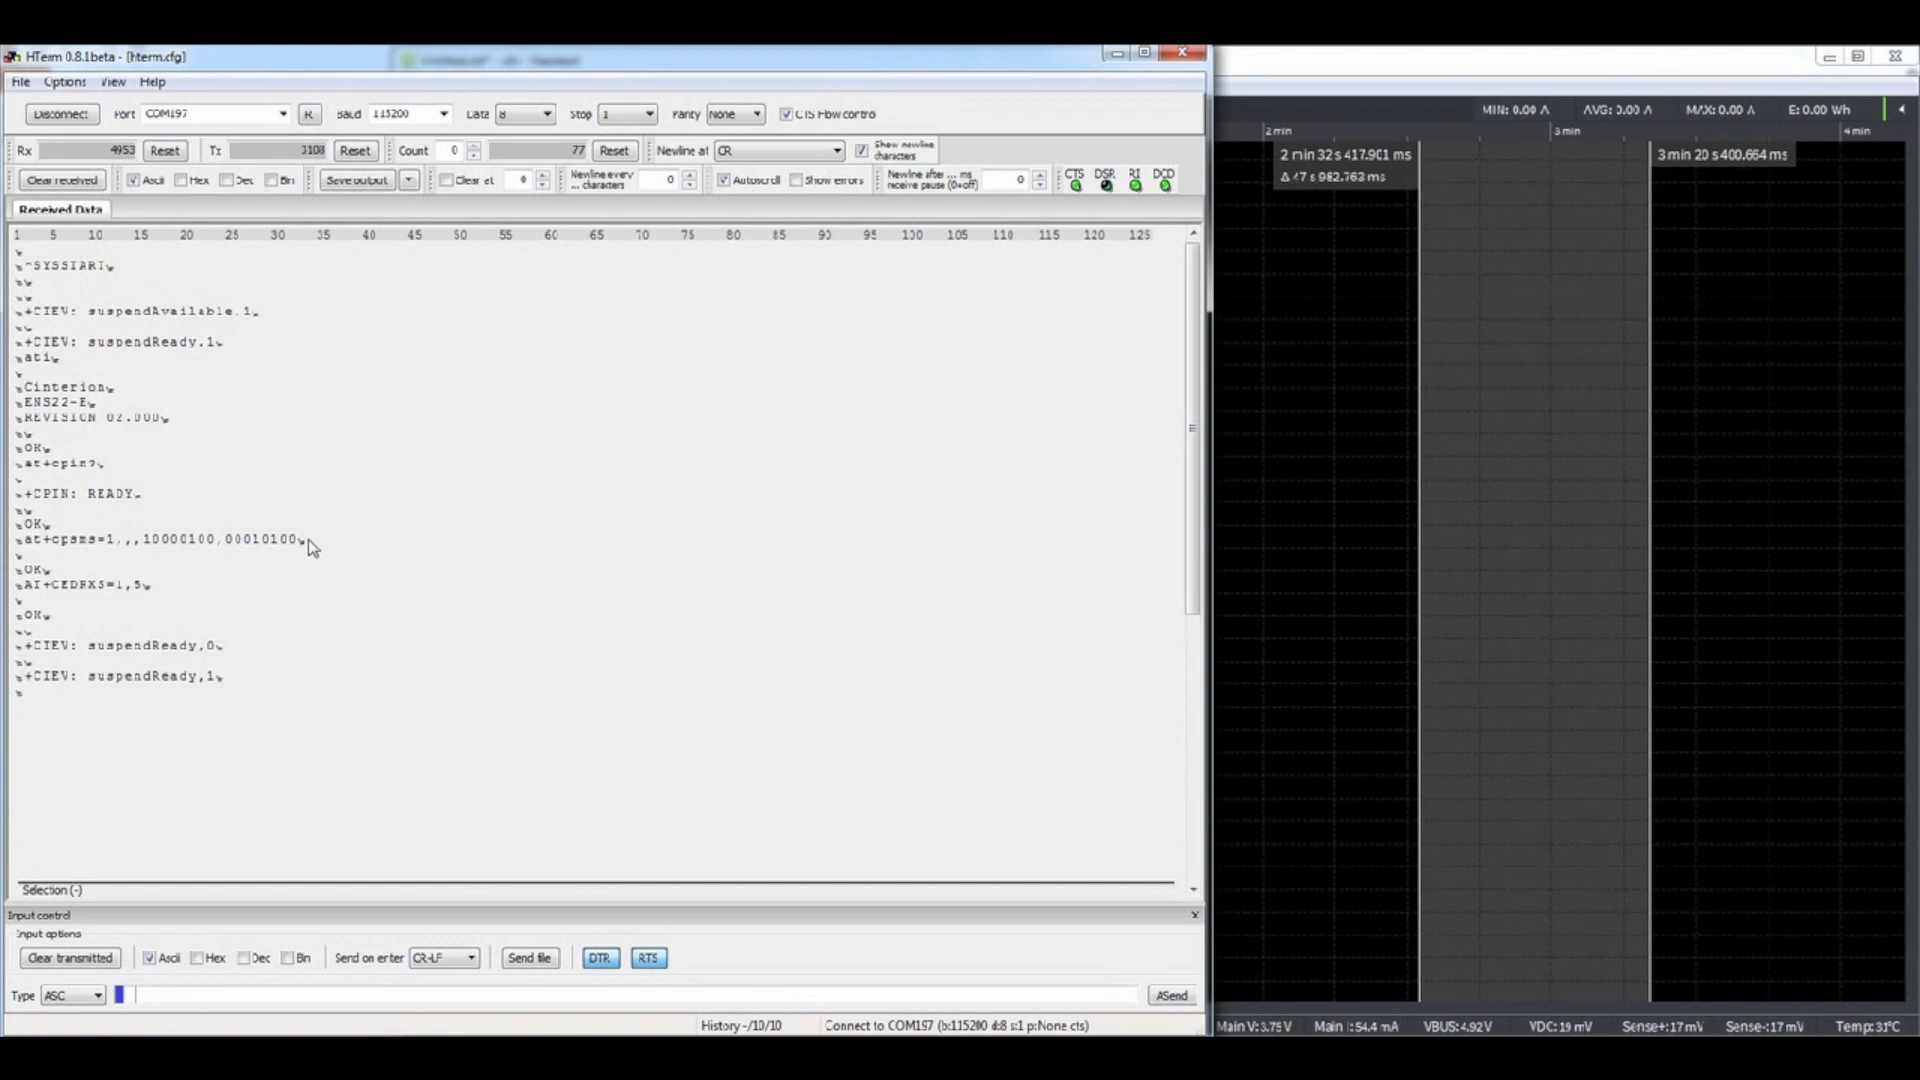 HTerm 0.8.1beta - [hterm.cfg]
File Options View Help
Disconnect Port COM197 R Baud 115200 Data 8 Stop 1 Parity None CTS Flow control
Rx 4953 Reset Tx 3108 Reset Count 0 77 Reset Newline at CR Show newline characters
Clear received Ascii Hex Dec Bin Save output Clear at 0 Newline every ... characters 0 Autoscroll Show errors Newline after ... ms receive pause (0=off) 0 CTS DSR RI DCD
Received Data
1 5 10 15 20 25 30 35 40 45 50 55 60 65 70 75 80 85 90 95 100 105 110 115 120 125
^SYSSTART
+CIEV: suspendAvailable,1
+CIEV: suspendReady,1
ati
Cinterion
ENS22-E
REVISION 02.000
OK
at+cpin?
+CPIN: READY
OK
at+cpsms=1,,,10000100,00010100
OK
AT+CEDRXS=1,5
OK
+CIEV: suspendReady,0
+CIEV: suspendReady,1
Selection (-)
Input control
Input options
Clear transmitted Ascii Hex Dec Bin Send on enter CR-LF Send file DTR RTS
Type ASC ASend
History -/10/10 Connect to COM197 (b:115200 d:8 s:1 p:None cts)
MIN: 0.00 A AVG: 0.00 A MAX: 0.00 A E: 0.00 Wh
2 min 3 min 4 min
2 min 32 s 417.901 ms 3 min 20 s 400.664 ms
Δ 47 s 982.763 ms
Main V: 3.75 V Main I: 54.4 mA VBUS: 4.92 V VDC: 19 mV Sense+: 17 mV Sense-: 17 mV Temp: 31°C